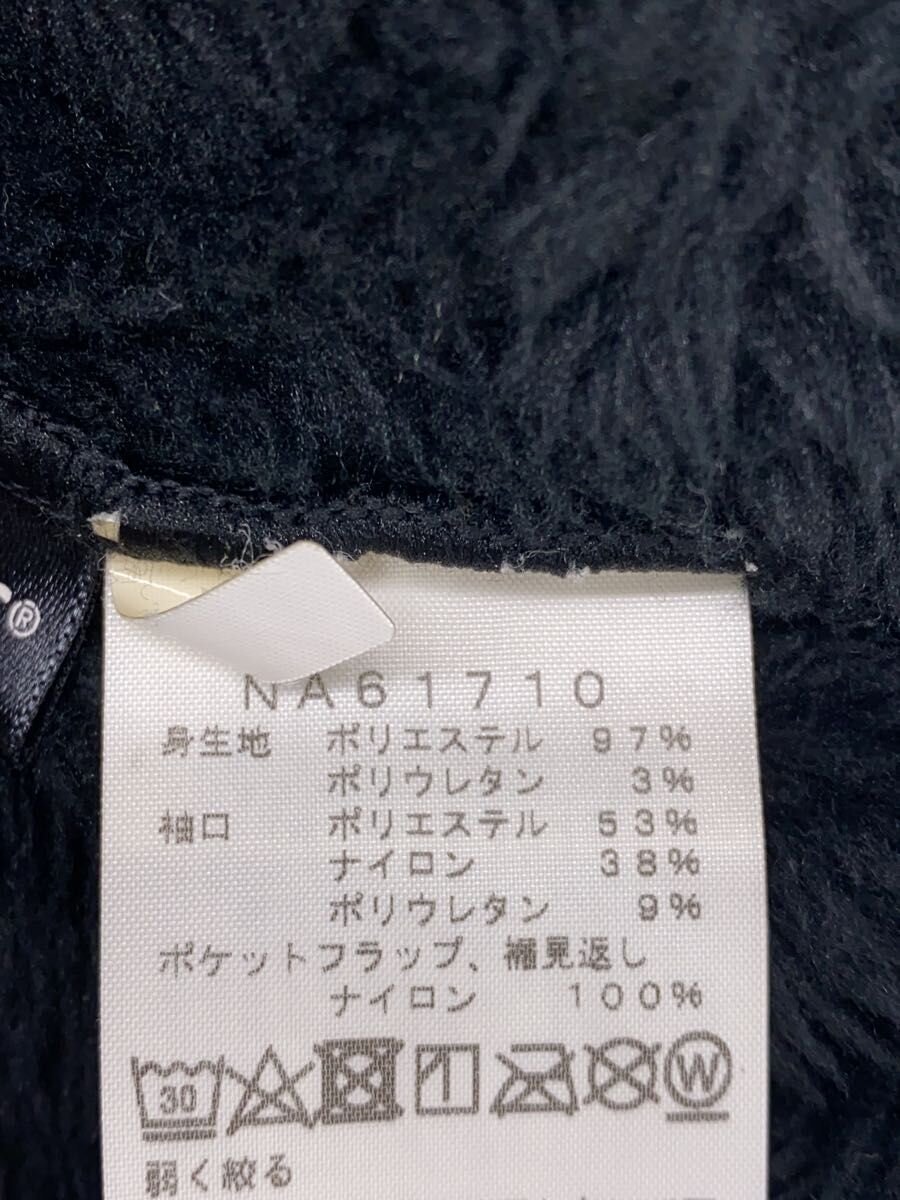 ®
NA61710
身生地 ポリエステル 97%
ポリウレタン 3%
袖口 ポリエステル 53%
ナイロン 38%
ポリウレタン 9%
ポケットフラップ、裾見返し
ナイロン 100%
30 W
弱く絞る